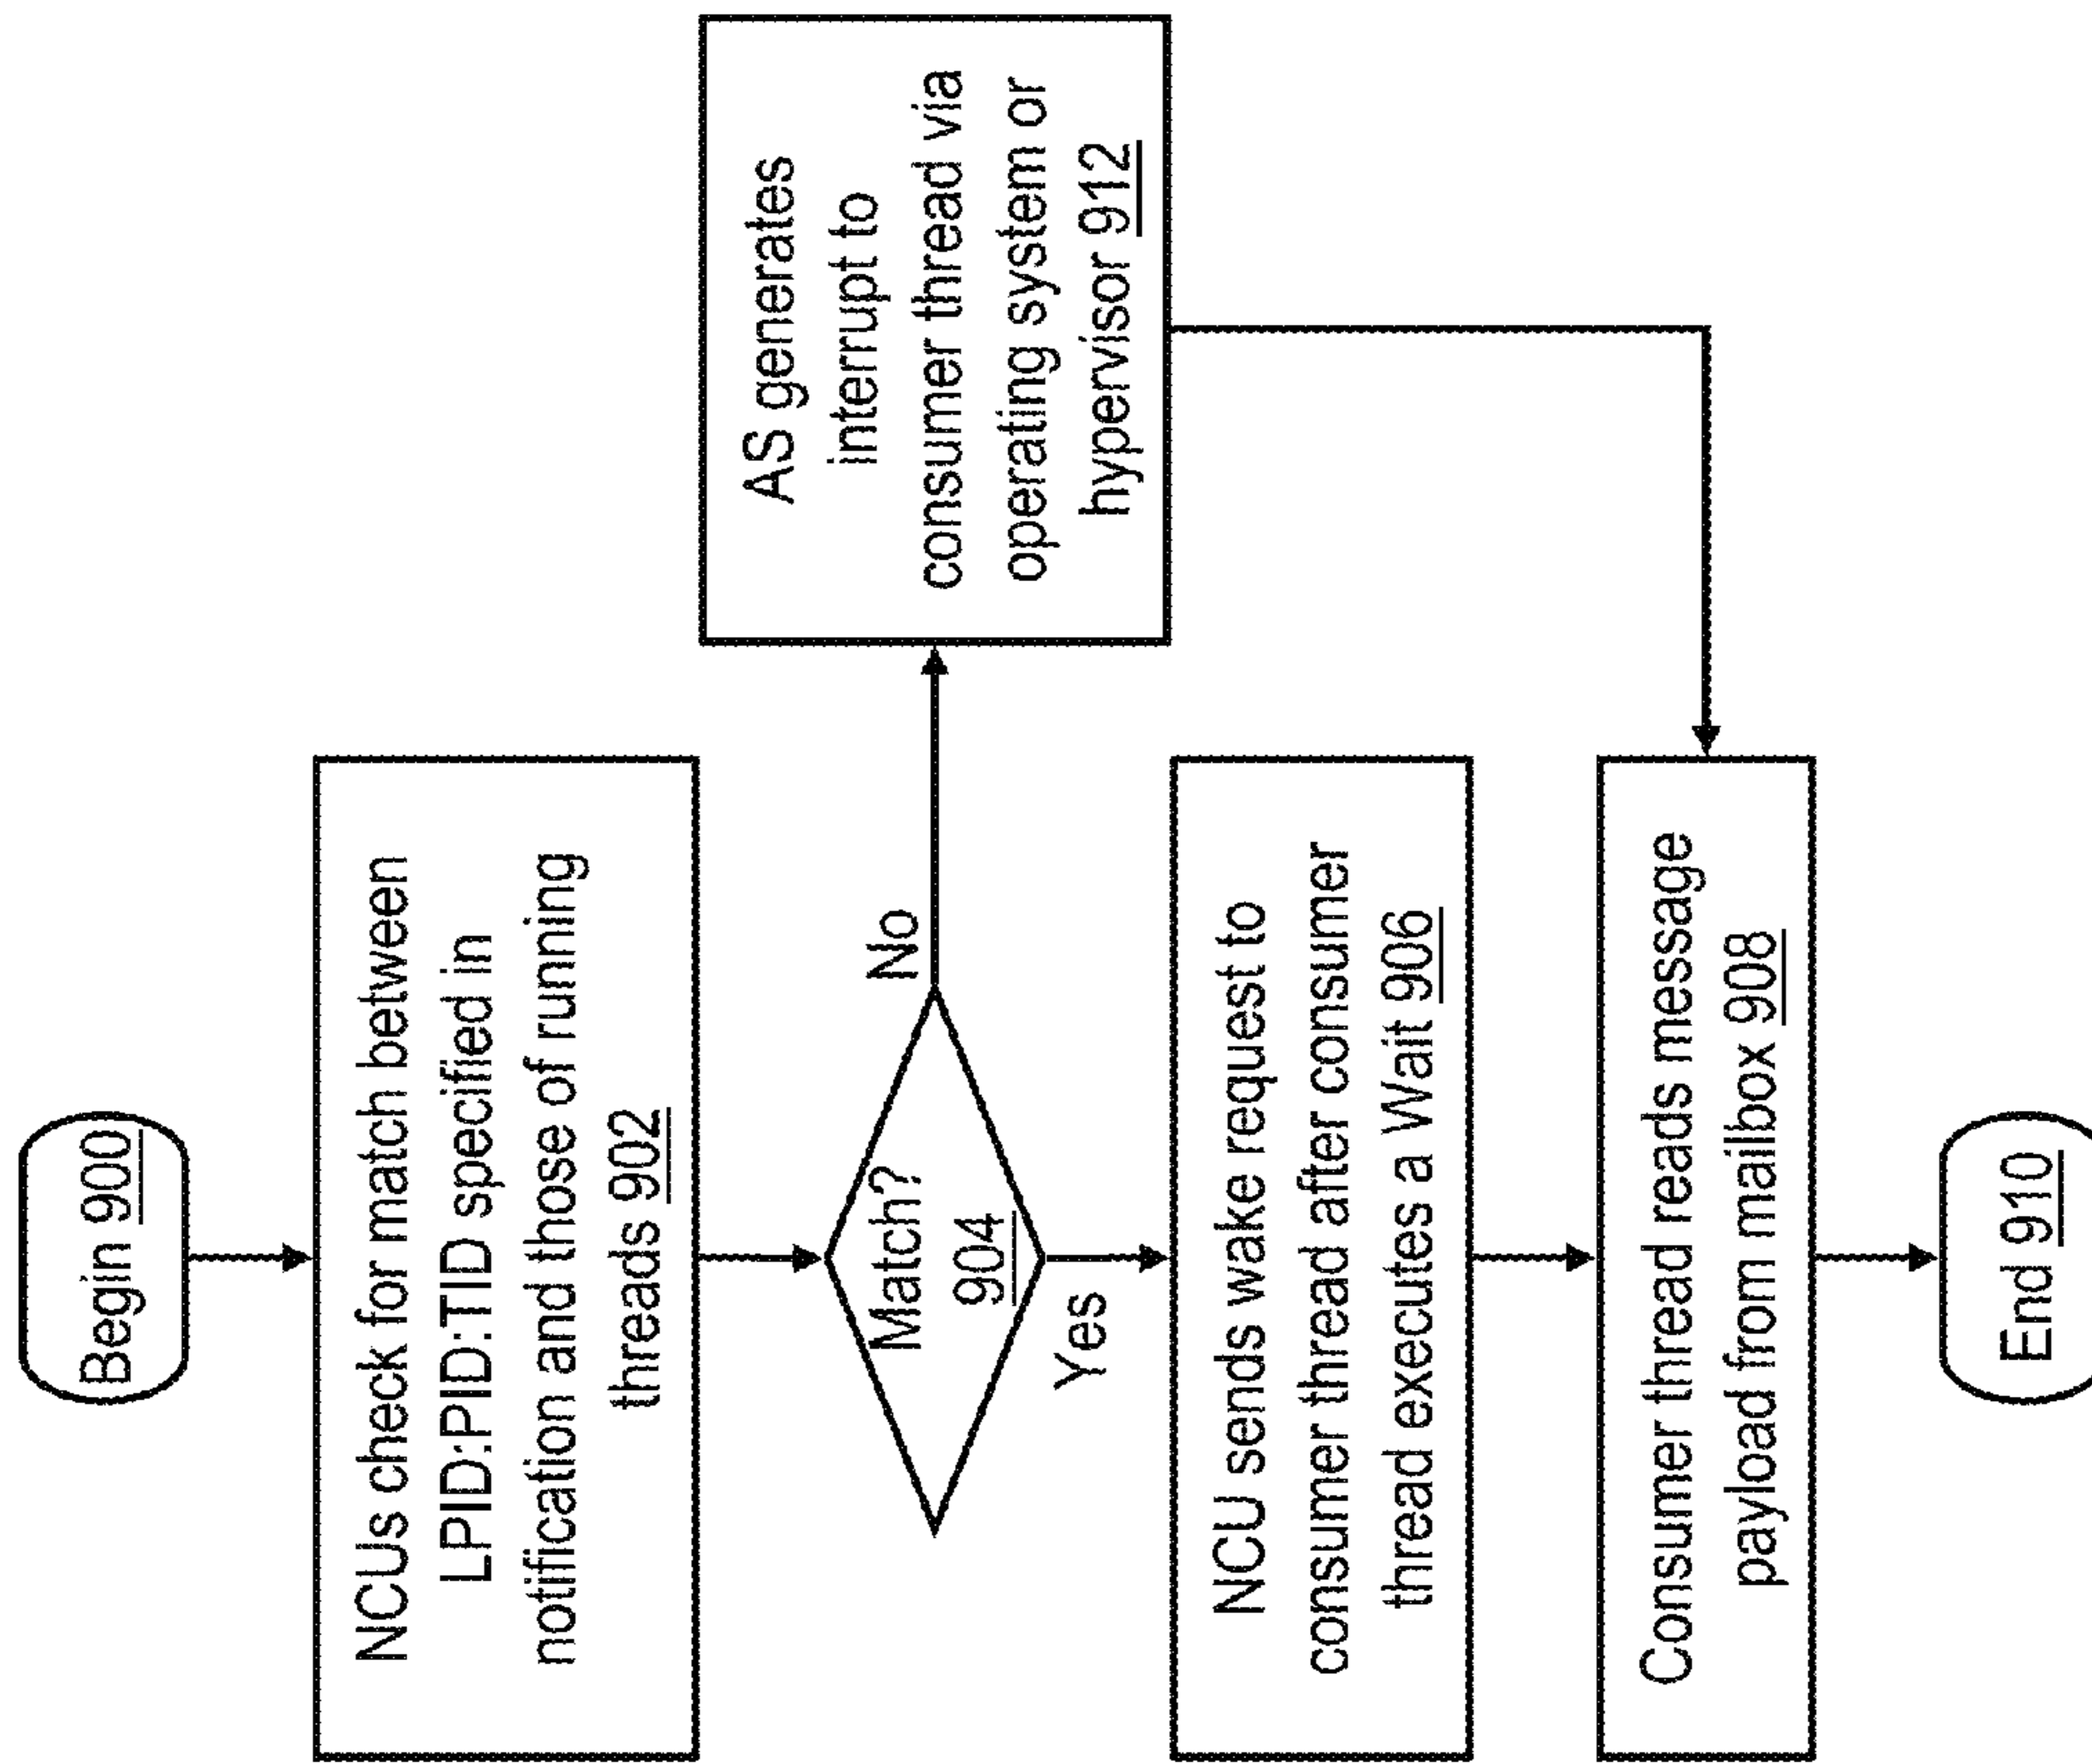 Begin 900
NCUs check for match between
LPID:PID:TID specified in
notification and those of running
threads 902
Match?
904
No
Yes
AS generates
interrupt to
consumer thread via
operating system or
hypervisor 912
NCU sends wake request to
consumer thread after consumer
thread executes a Wait 906
Consumer thread reads message
payload from mailbox 908
End 910